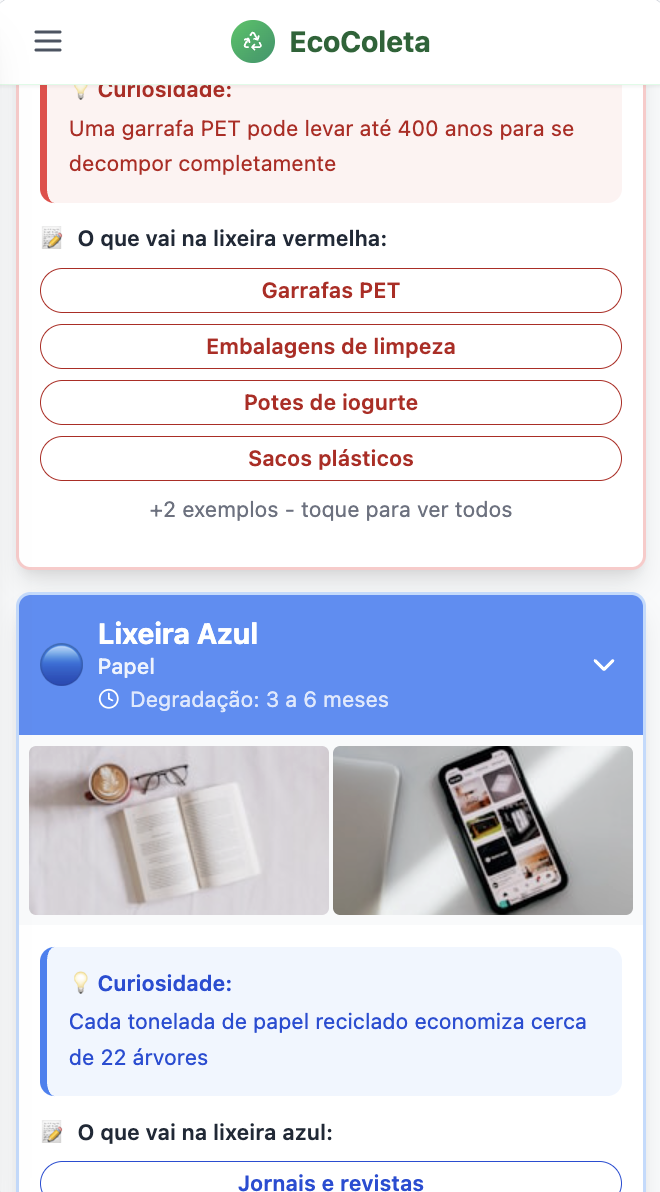 EcoColeta
Curiosidade:
Uma garrafa PET pode levar até 400 anos para se
decompor completamente
O que vai na lixeira vermelha:
Garrafas PET
Embalagens de limpeza
Potes de iogurte
Sacos plásticos
+2 exemplos - toque para ver todos
Lixeira Azul
Papel
Degradação: 3 a 6 meses
Curiosidade:
Cada tonelada de papel reciclado economiza cerca
de 22 árvores
O que vai na lixeira azul:
Jornais e revistas